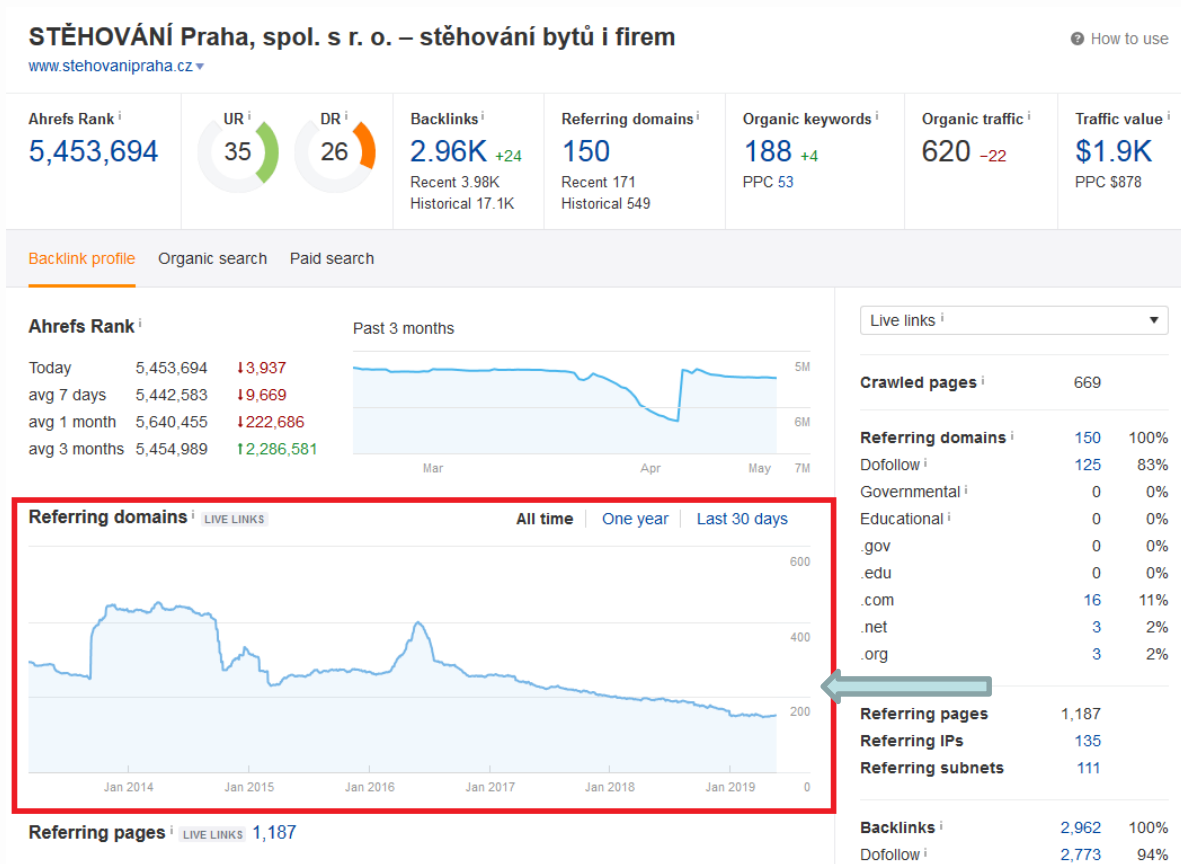 STĚHOVÁNÍ Praha, spol. s r. o. – stěhování bytů i firem
How to use
www.stehovanipraha.cz
Ahrefs Rank i
5,453,694
UR i
35
DR i
26
Backlinks i
2.96K +24
Recent 3.98K
Historical 17.1K
Referring domains i
150
Recent 171
Historical 549
Organic keywords i
188 +4
PPC 53
Organic traffic i
620 −22
Traffic value i
$1.9K
PPC $878
Backlink profile Organic search Paid search
Ahrefs Rank i
Today 5,453,694 ↓3,937
avg 7 days 5,442,583 ↓9,669
avg 1 month 5,640,455 ↓222,686
avg 3 months 5,454,989 ↑2,286,581
Past 3 months
5M
6M
7M
Mar Apr May
Referring domains i LIVE LINKS
All time One year Last 30 days
600
400
200
0
Jan 2014 Jan 2015 Jan 2016 Jan 2017 Jan 2018 Jan 2019
Referring pages i LIVE LINKS 1,187
Live links i
Crawled pages i 669
Referring domains i 150 100%
Dofollow i 125 83%
Governmental i 0 0%
Educational i 0 0%
.gov 0 0%
.edu 0 0%
.com 16 11%
.net 3 2%
.org 3 2%
Referring pages 1,187
Referring IPs 135
Referring subnets 111
Backlinks i 2,962 100%
Dofollow i 2,773 94%